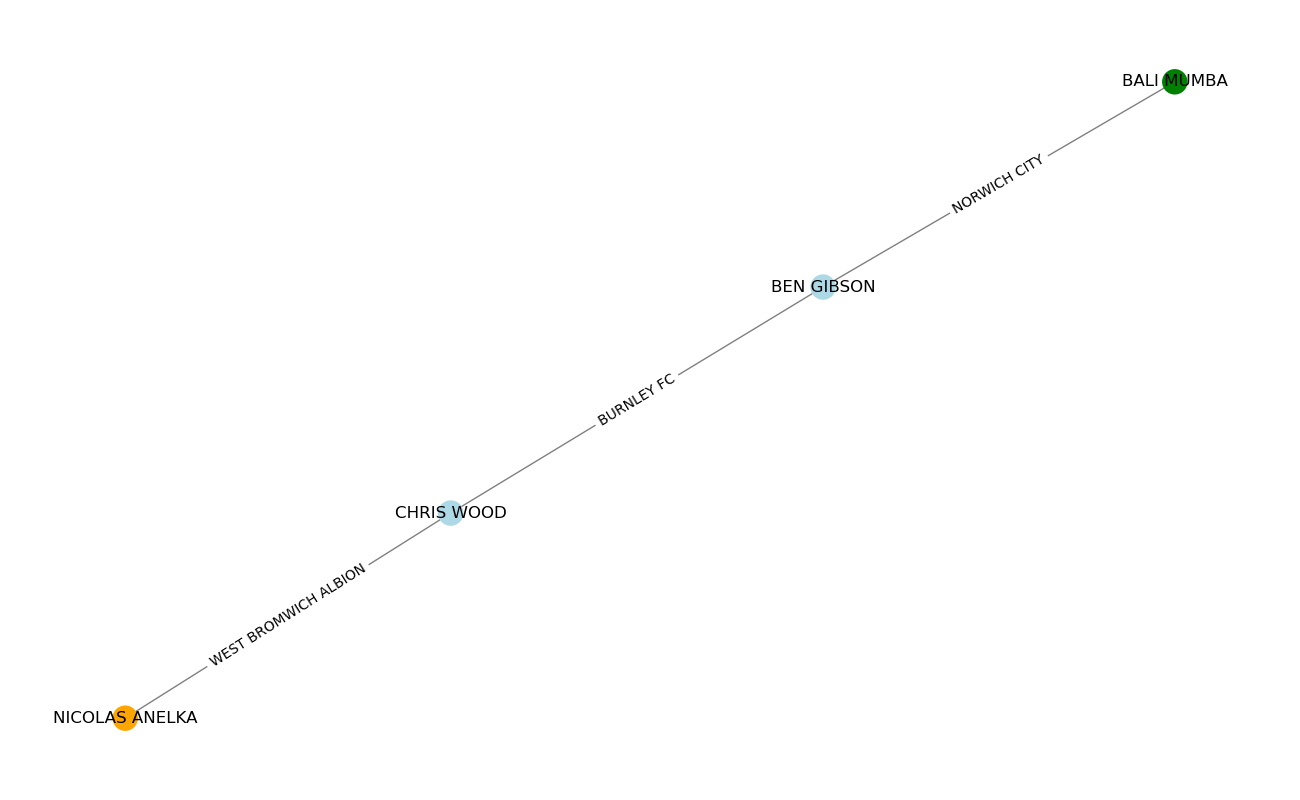 BALI MUMBA
NORWICH CITY
BEN GIBSON
BURNLEY FC
CHRIS WOOD
WEST BROMWICH ALBION
NICOLAS ANELKA